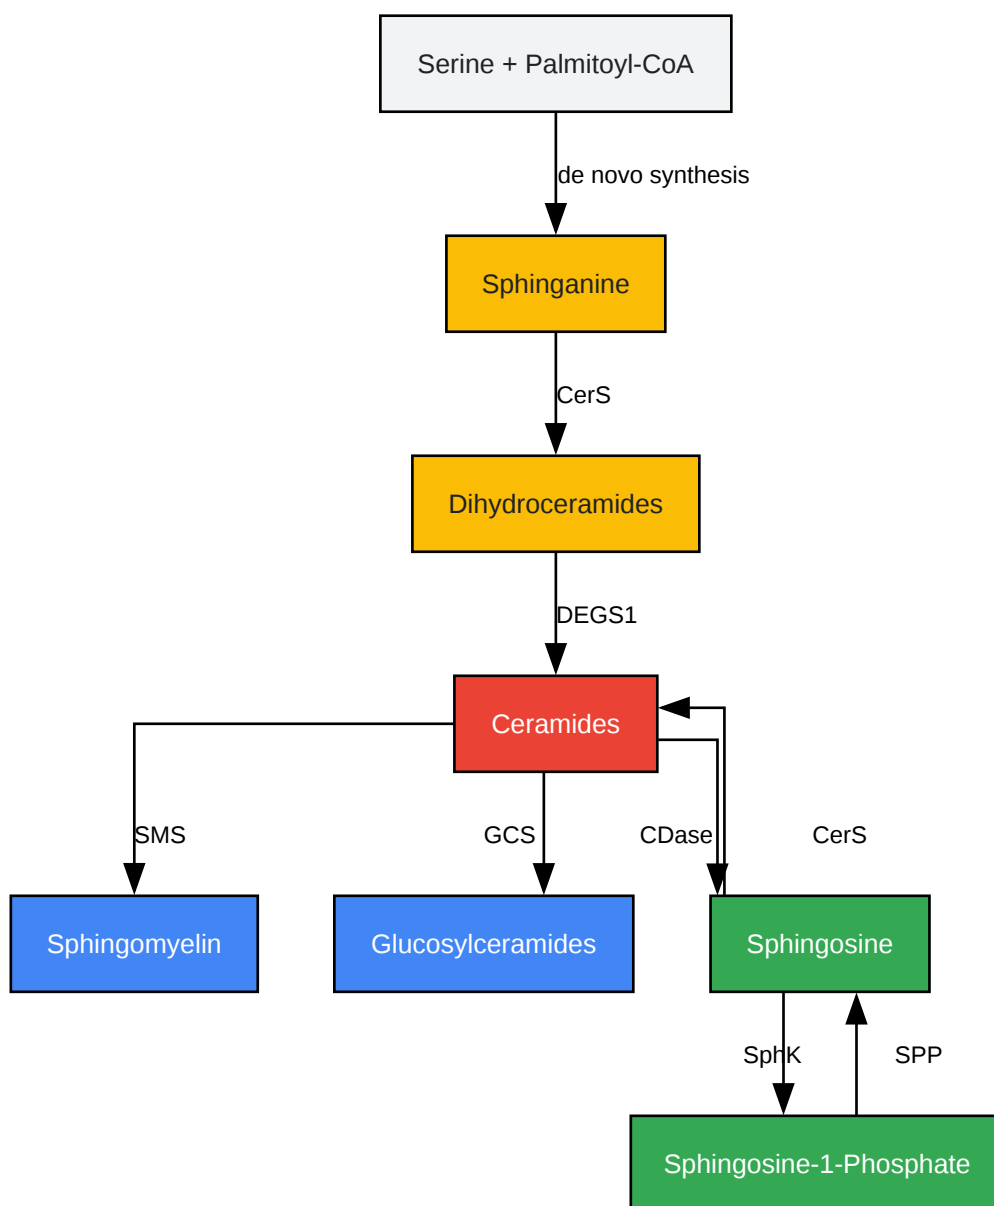 Serine + Palmitoyl-CoA
de novo synthesis
Sphinganine
CerS
Dihydroceramides
DEGS1
Ceramides
SMS
GCS
CDase
CerS
Sphingomyelin
Glucosylceramides
Sphingosine
SphK
SPP
Sphingosine-1-Phosphate